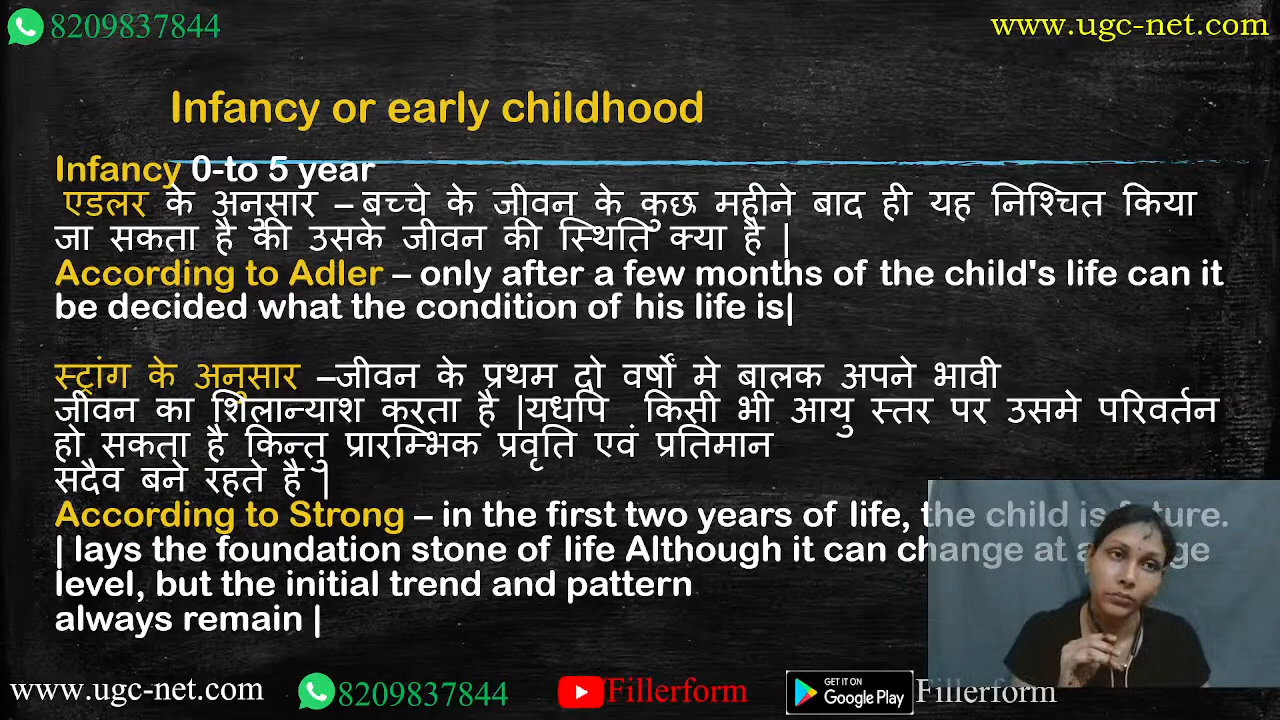 8209837844
www.ugc-net.com
Infancy or early childhood
Infancy 0-to 5 year
एडलर के अनुसार – बच्चे के जीवन के कुछ महीने बाद ही यह निश्चित किया
जा सकता है की उसके जीवन की स्थिति क्या है |
According to Adler – only after a few months of the child's life can it
be decided what the condition of his life is|
स्ट्रांग के अनुसार –जीवन के प्रथम दो वर्षों मे बालक अपने भावी
जीवन का शिलान्याश करता है |यधपि किसी भी आयु स्तर पर उसमे परिवर्तन
हो सकता है किन्तु प्रारम्भिक प्रवृति एवं प्रतिमान
सदैव बने रहते है |
According to Strong – in the first two years of life, the child is future.
| lays the foundation stone of life Although it can change at
level, but the initial trend and pattern
always remain |
www.ugc-net.com
8209837844
Fillerform
GET IT ON
Google Play
Fillerform